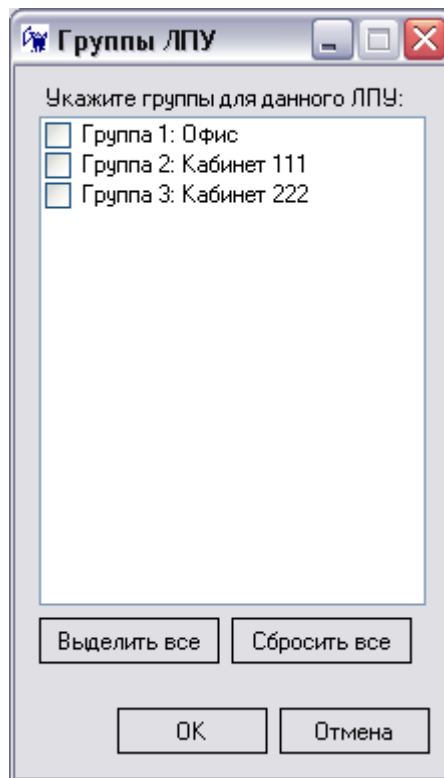 Группы ЛПУ
Укажите группы для данного ЛПУ:
Группа 1: Офис
Группа 2: Кабинет 111
Группа 3: Кабинет 222
Выделить все Сбросить все
ОК Отмена